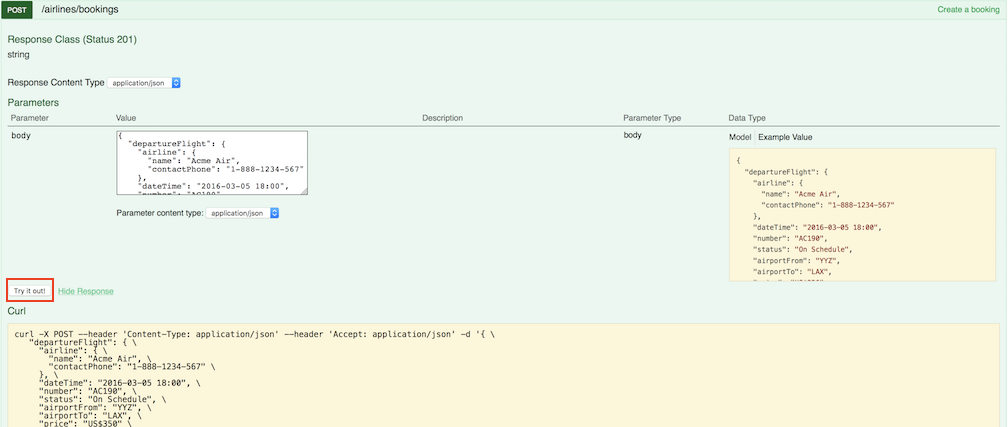 POST /airlines/bookings Create a booking
Response Class (Status 201)
string
Response Content Type application/json
Parameters
Parameter Value Description Parameter Type Data Type
body
{
"departureFlight": {
"airline": {
"name": "Acme Air",
"contactPhone": "1-888-1234-567"
},
"dateTime": "2016-03-05 18:00",
"number": "AC190",
Parameter content type: application/json
body
Model Example Value
{
"departureFlight": {
"airline": {
"name": "Acme Air",
"contactPhone": "1-888-1234-567"
},
"dateTime": "2016-03-05 18:00",
"number": "AC190",
"status": "On Schedule",
"airportFrom": "YYZ",
"airportTo": "LAX",
Try it out! Hide Response
Curl
curl -X POST --header 'Content-Type: application/json' --header 'Accept: application/json' -d '{ \
"departureFlight": { \
"airline": { \
"name": "Acme Air", \
"contactPhone": "1-888-1234-567" \
}, \
"dateTime": "2016-03-05 18:00", \
"number": "AC190", \
"status": "On Schedule", \
"airportFrom": "YYZ", \
"airportTo": "LAX", \
"price": "US$350" \